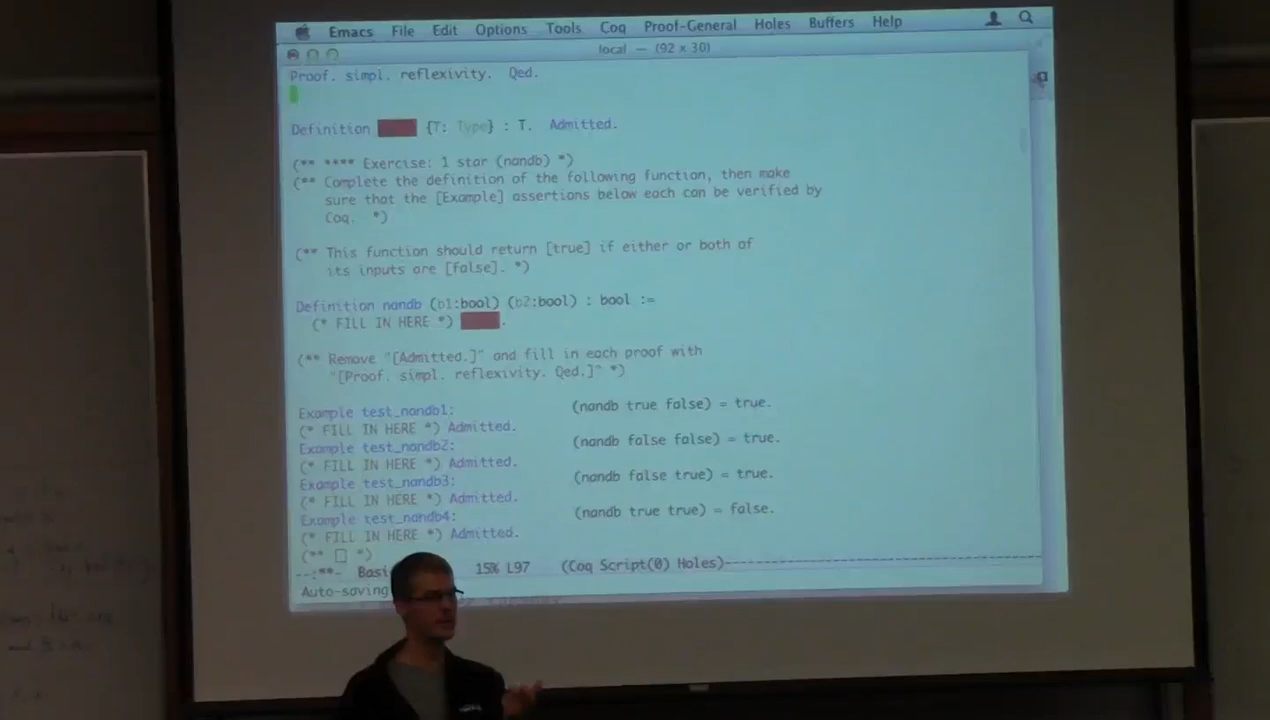 Emacs File Edit Options Tools Coq Proof-General Holes Buffers Help
local — (92 x 30)
Proof. simpl. reflexivity. Qed.
Definition {T: Type} : T. Admitted.
(** **** Exercise: 1 star (nandb) *)
(** Complete the definition of the following function, then make
sure that the [Example] assertions below each can be verified by
Coq. *)
(** This function should return [true] if either or both of
its inputs are [false]. *)
Definition nandb (b1:bool) (b2:bool) : bool :=
(* FILL IN HERE *) .
(** Remove "[Admitted.]" and fill in each proof with
"[Proof. simpl. reflexivity. Qed.]" *)
Example test_nandb1: (nandb true false) = true.
(* FILL IN HERE *) Admitted.
Example test_nandb2: (nandb false false) = true.
(* FILL IN HERE *) Admitted.
Example test_nandb3: (nandb false true) = true.
(* FILL IN HERE *) Admitted.
Example test_nandb4: (nandb true true) = false.
(* FILL IN HERE *) Admitted.
(** [] *)
--:**- Basi 15% L97 (Coq Script(0) Holes)----
Auto-saving